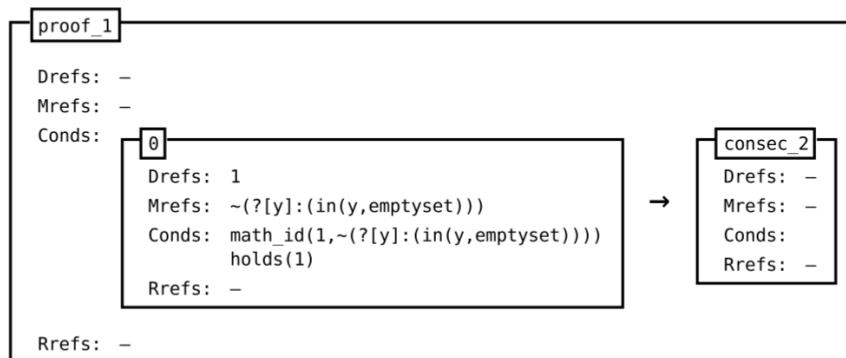 proof_1
Drefs: –
Mrefs: –
Conds:
0
Drefs: 1
Mrefs: ~(?[y]:(in(y,emptyset)))
Conds: math_id(1,~(?[y]:(in(y,emptyset))))
holds(1)
Rrefs: –
→
consec_2
Drefs: –
Mrefs: –
Conds:
Rrefs: –
Rrefs: –